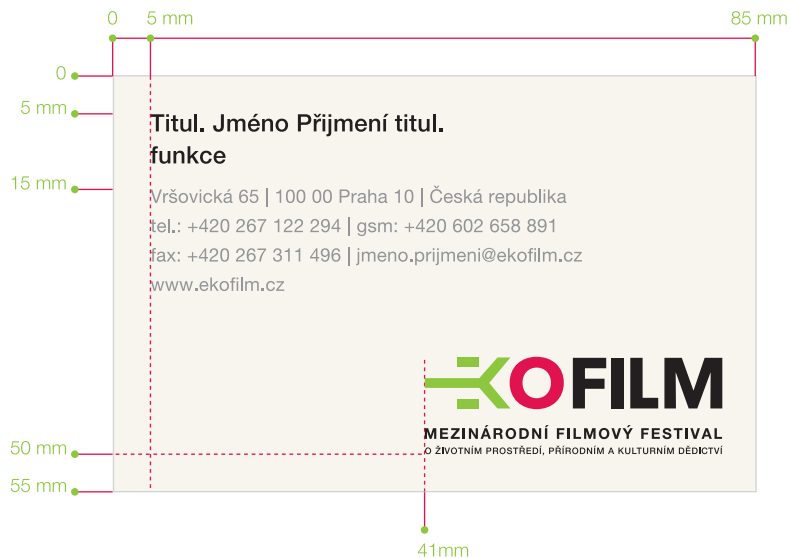 0 5 mm 85 mm
0
5 mm
Titul. Jméno Přijmení titul.
funkce
15 mm
Vršovická 65 | 100 00 Praha 10 | Česká republika
tel.: +420 267 122 294 | gsm: +420 602 658 891
fax: +420 267 311 496 | jmeno.prijmeni@ekofilm.cz
www.ekofilm.cz
EKOFILM
MEZINÁRODNÍ FILMOVÝ FESTIVAL
50 mm
O ŽIVOTNÍM PROSTŘEDÍ, PŘÍRODNÍM A KULTURNÍM DĚDICTVÍ
55 mm
41mm